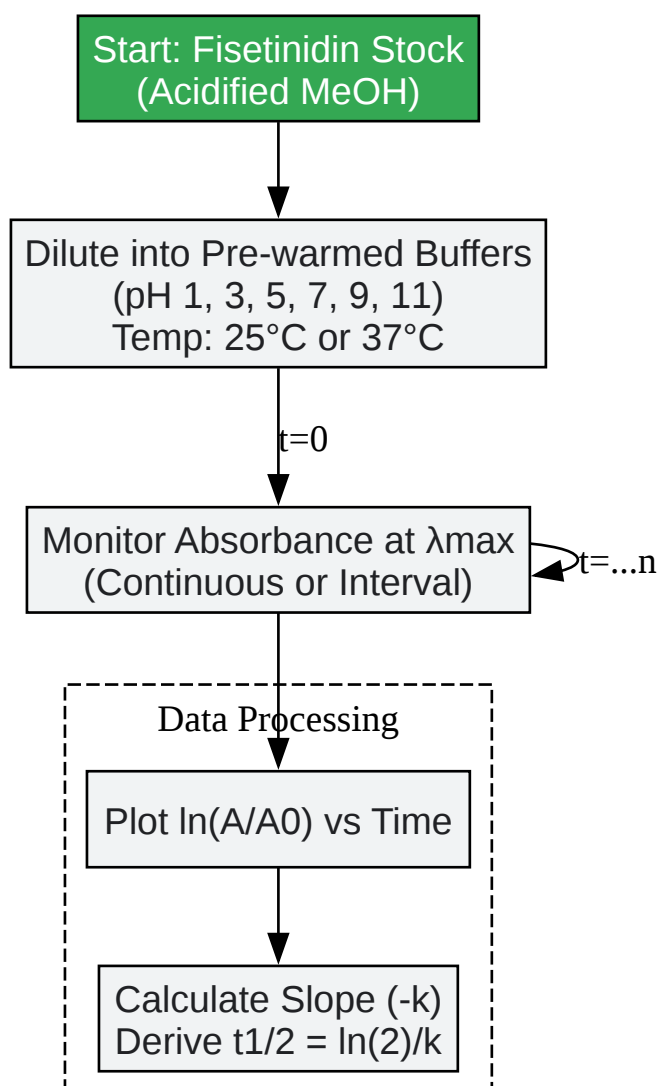 Start: Fisetinidin Stock
(Acidified MeOH)
Dilute into Pre-warmed Buffers
(pH 1, 3, 5, 7, 9, 11)
Temp: 25°C or 37°C
t=0
Monitor Absorbance at λmax
(Continuous or Interval)
t=...n
Data Processing
Plot ln(A/A0) vs Time
Calculate Slope (-k)
Derive t1/2 = ln(2)/k